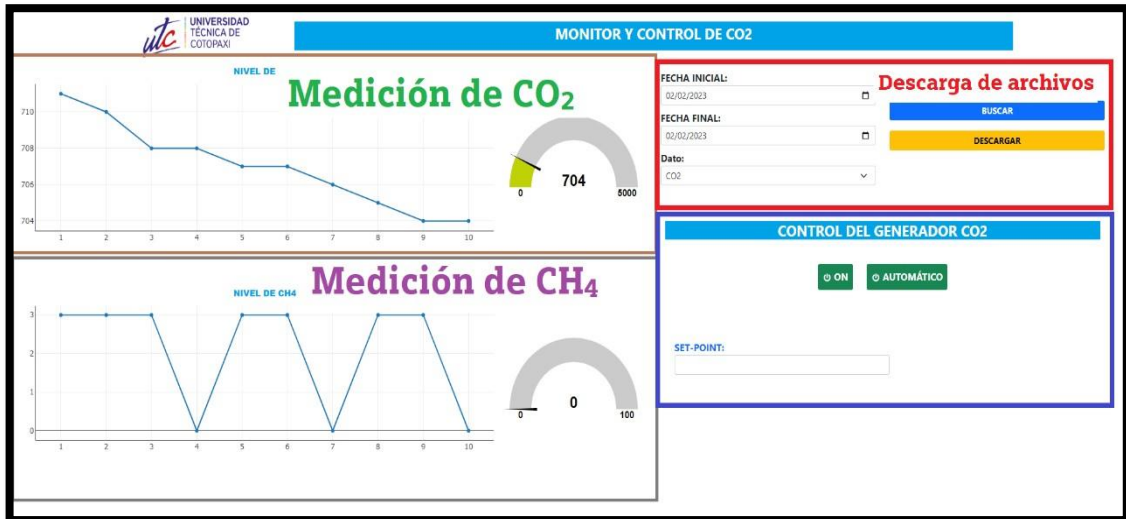 utc
UNIVERSIDAD
TÉCNICA DE
COTOPAXI
MONITOR Y CONTROL DE CO2
NIVEL DE
Medición de CO₂
710
708
706
704
1 2 3 4 5 6 7 8 9 10
704
0 5000
NIVEL DE CH4
Medición de CH₄
3
2
1
0
1 2 3 4 5 6 7 8 9 10
0
0 100
FECHA INICIAL:
02/02/2023
FECHA FINAL:
02/02/2023
Dato:
CO2
Descarga de archivos
BUSCAR
DESCARGAR
CONTROL DEL GENERADOR CO2
ON AUTOMÁTICO
SET-POINT: